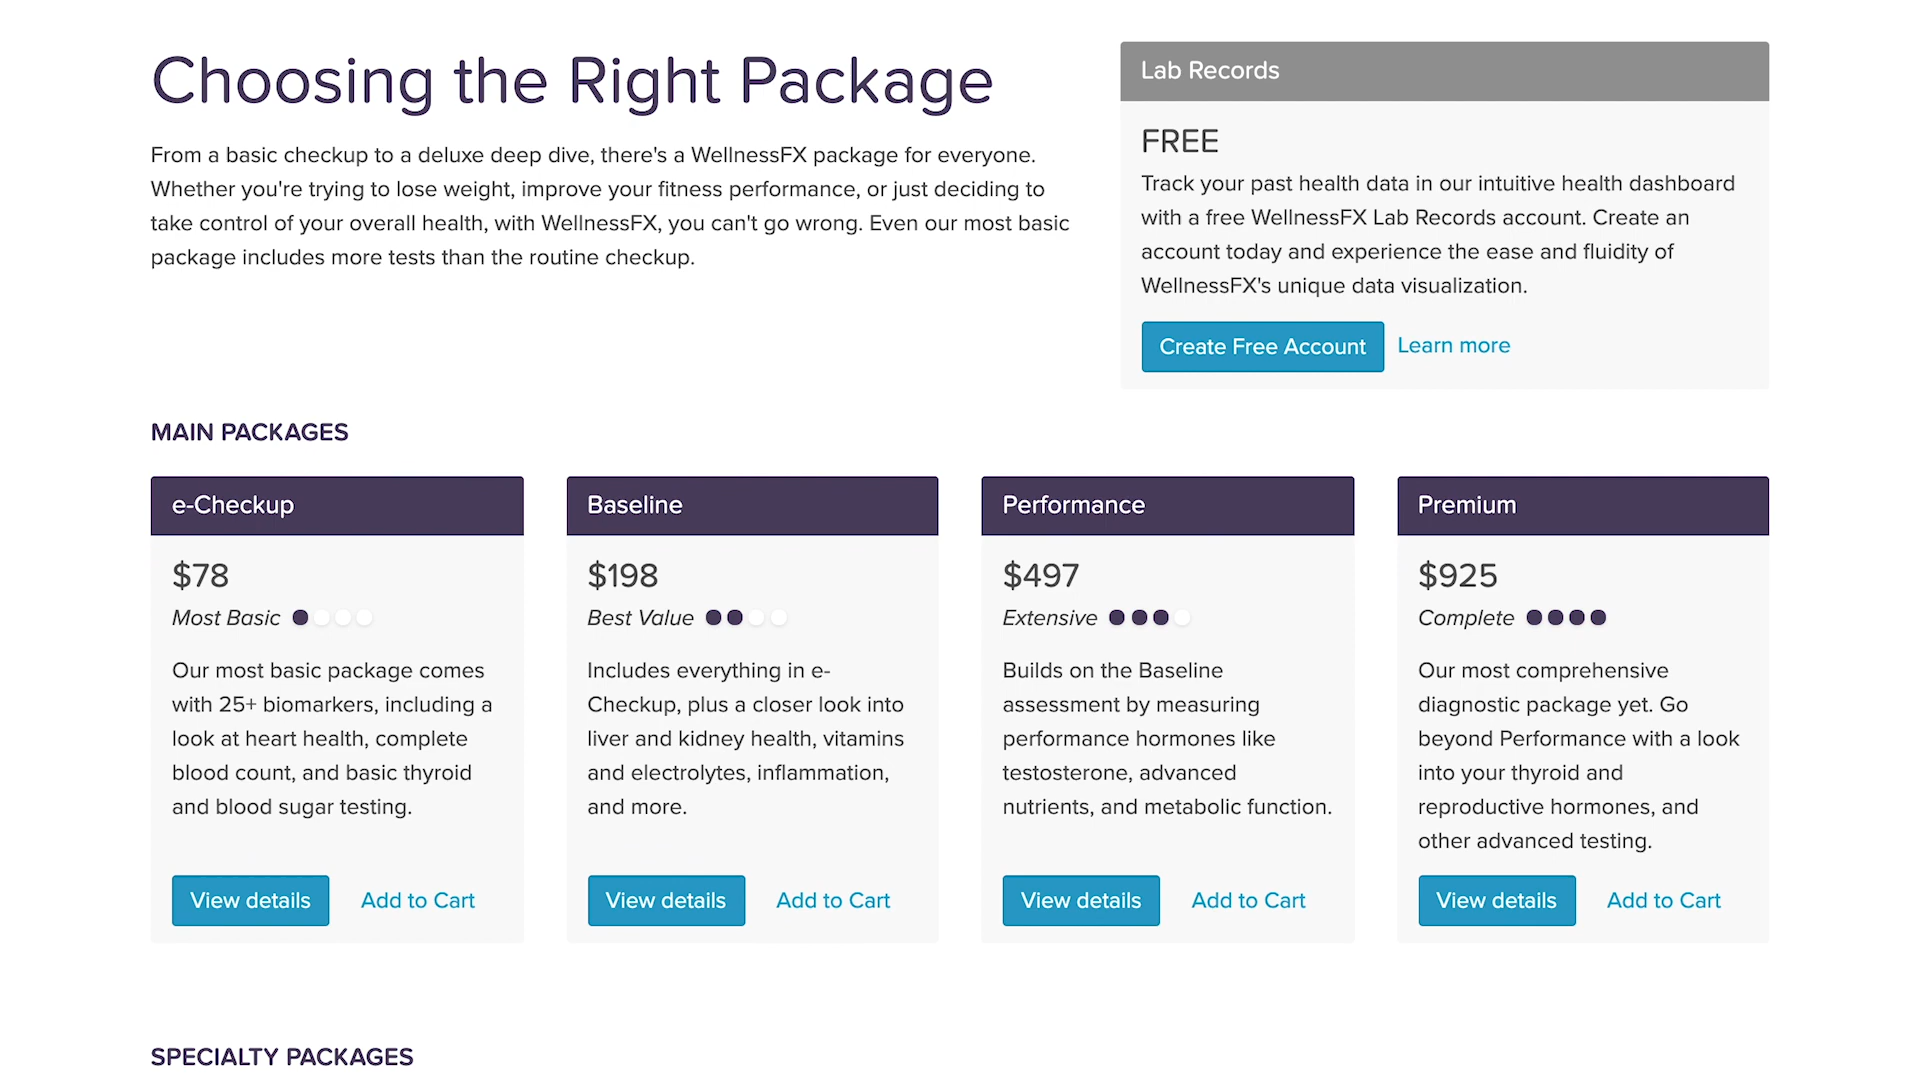 Choosing the Right Package
From a basic checkup to a deluxe deep dive, there's a WellnessFX package for everyone.
Whether you're trying to lose weight, improve your fitness performance, or just deciding to
take control of your overall health, with WellnessFX, you can't go wrong. Even our most basic
package includes more tests than the routine checkup.
Lab Records
FREE
Track your past health data in our intuitive health dashboard
with a free WellnessFX Lab Records account. Create an
account today and experience the ease and fluidity of
WellnessFX's unique data visualization.
Create Free Account Learn more
MAIN PACKAGES
e-Checkup
$78
Most Basic
Our most basic package comes
with 25+ biomarkers, including a
look at heart health, complete
blood count, and basic thyroid
and blood sugar testing.
View details Add to Cart
Baseline
$198
Best Value
Includes everything in e-
Checkup, plus a closer look into
liver and kidney health, vitamins
and electrolytes, inflammation,
and more.
View details Add to Cart
Performance
$497
Extensive
Builds on the Baseline
assessment by measuring
performance hormones like
testosterone, advanced
nutrients, and metabolic function.
View details Add to Cart
Premium
$925
Complete
Our most comprehensive
diagnostic package yet. Go
beyond Performance with a look
into your thyroid and
reproductive hormones, and
other advanced testing.
View details Add to Cart
SPECIALTY PACKAGES